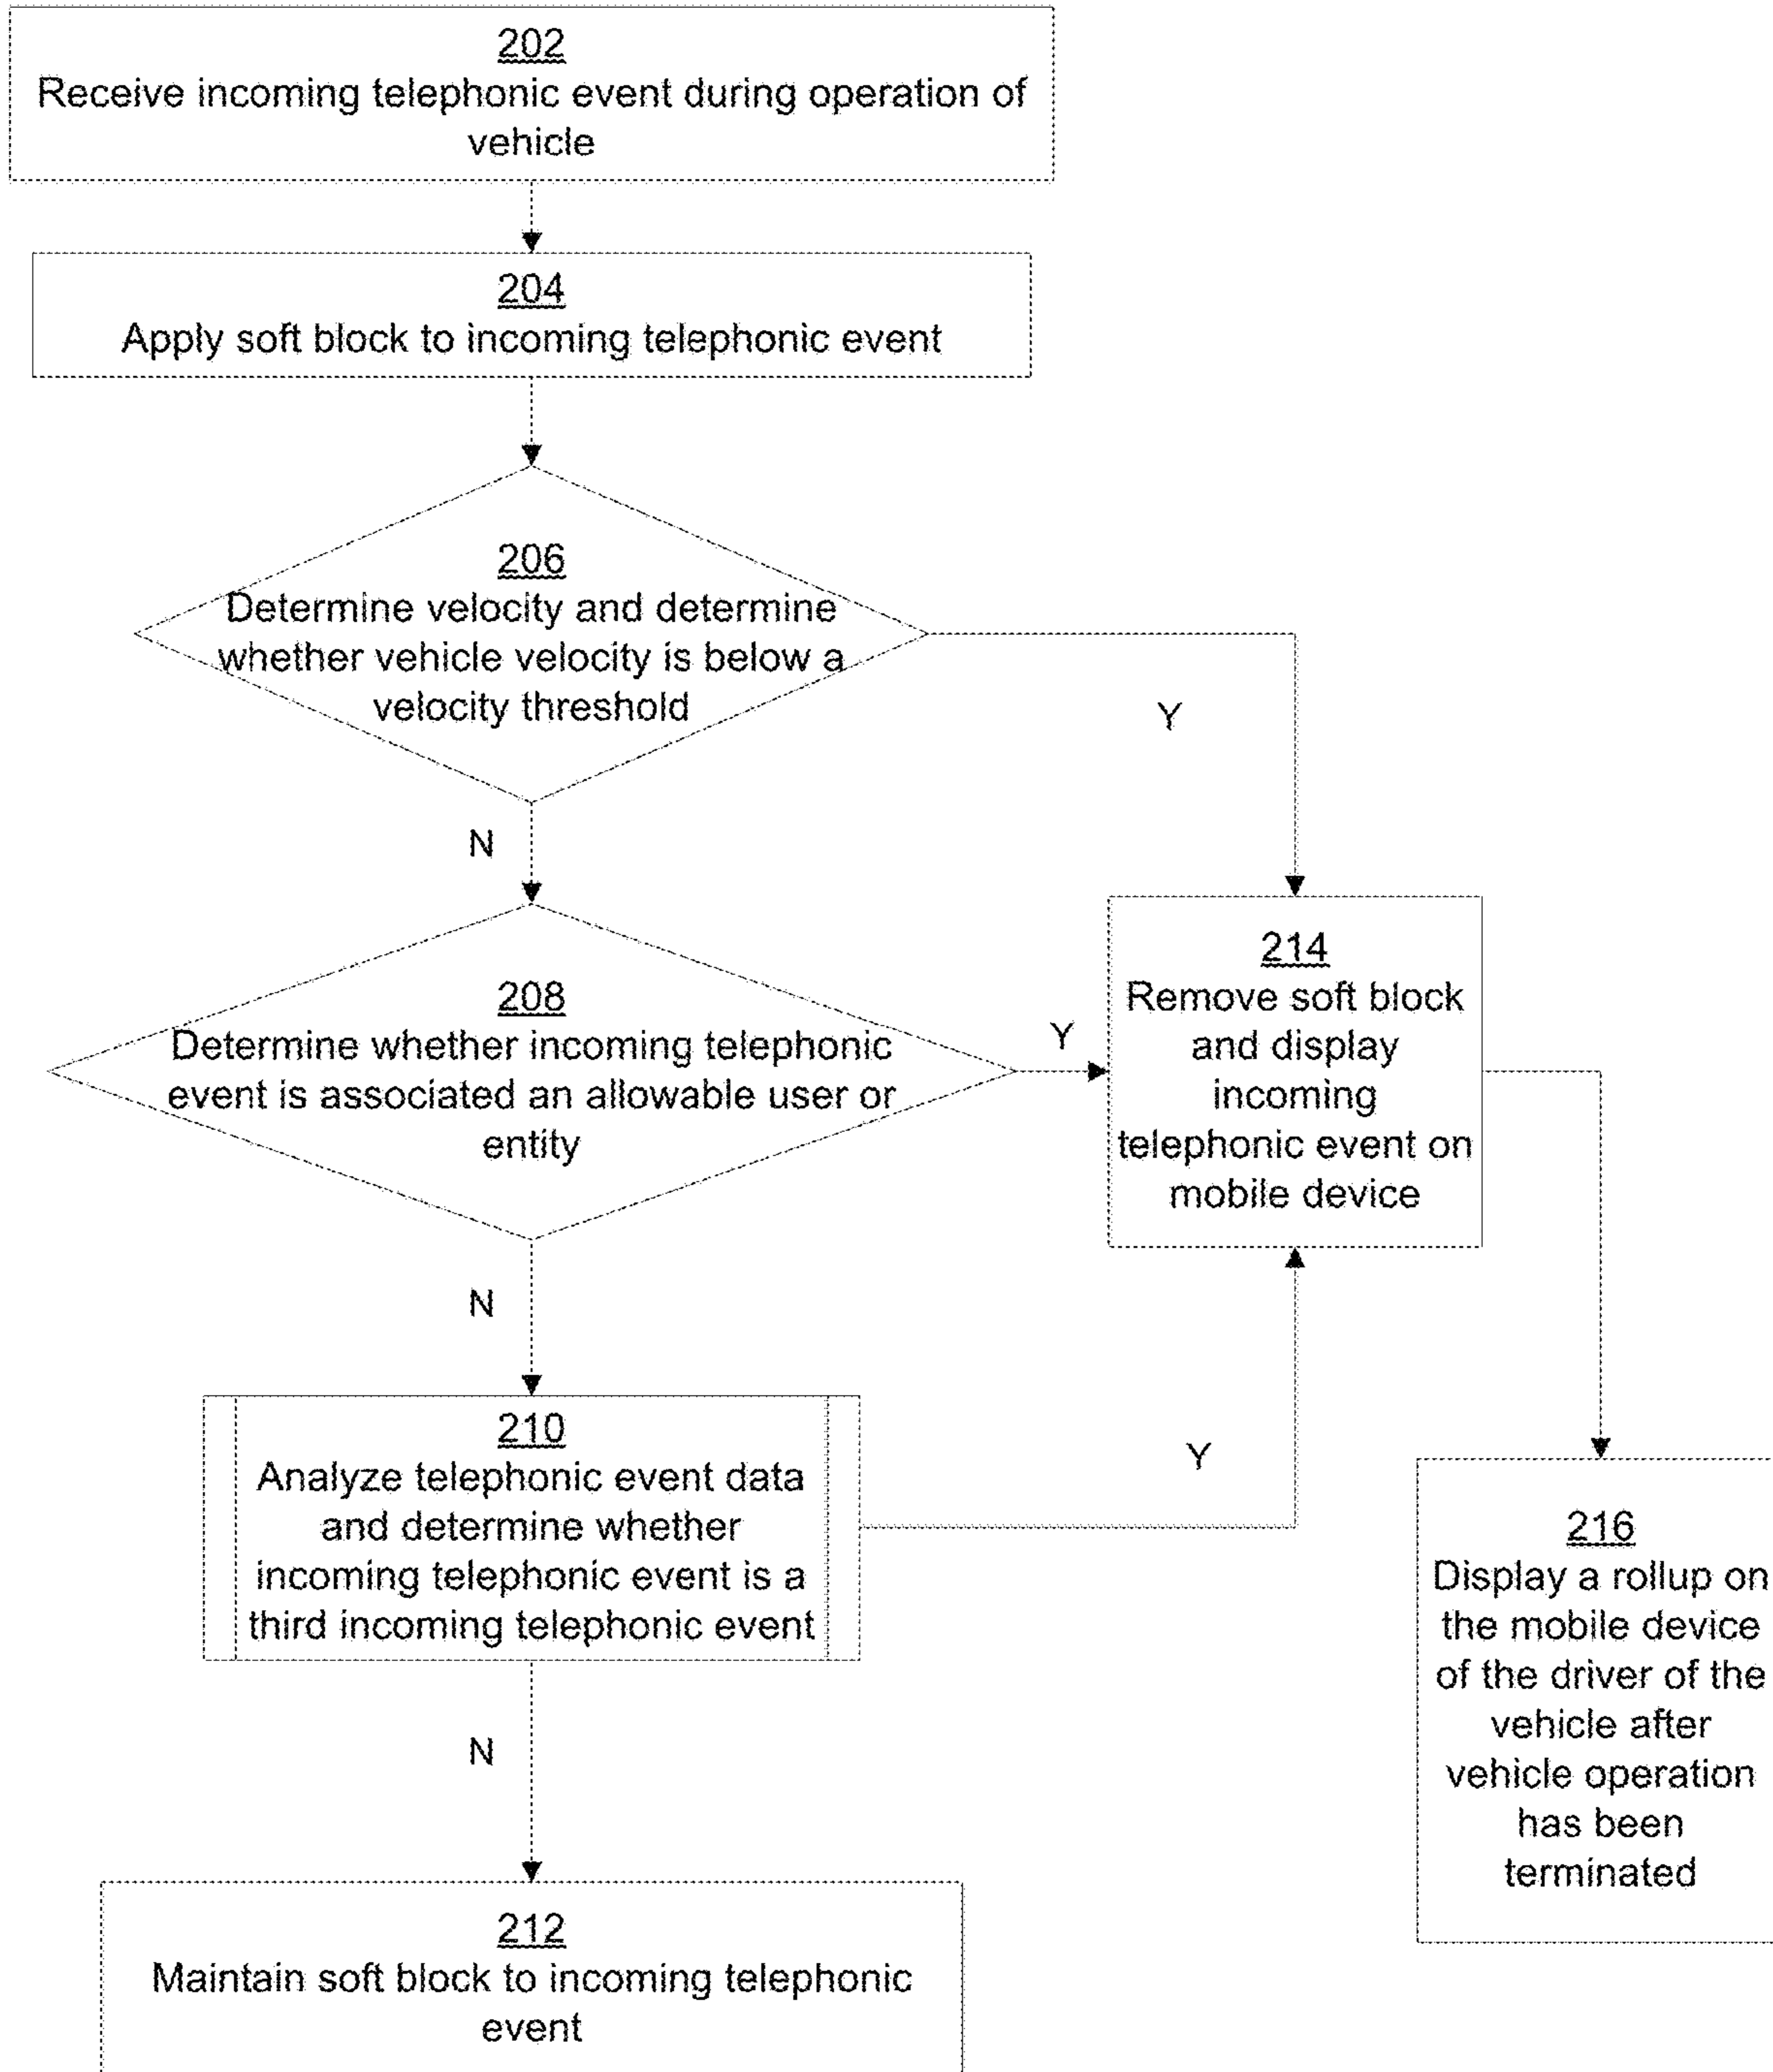 202
Receive incoming telephonic event during operation of
vehicle
204
Apply soft block to incoming telephonic event
206
Determine velocity and determine
whether vehicle velocity is below a
velocity threshold
Y
N
208
Determine whether incoming telephonic
event is associated an allowable user or
entity
Y
214
Remove soft block
and display
incoming
telephonic event on
mobile device
N
210
Analyze telephonic event data
and determine whether
incoming telephonic event is a
third incoming telephonic event
Y
216
Display a rollup on
the mobile device
of the driver of the
vehicle after
vehicle operation
has been
terminated
N
212
Maintain soft block to incoming telephonic
event